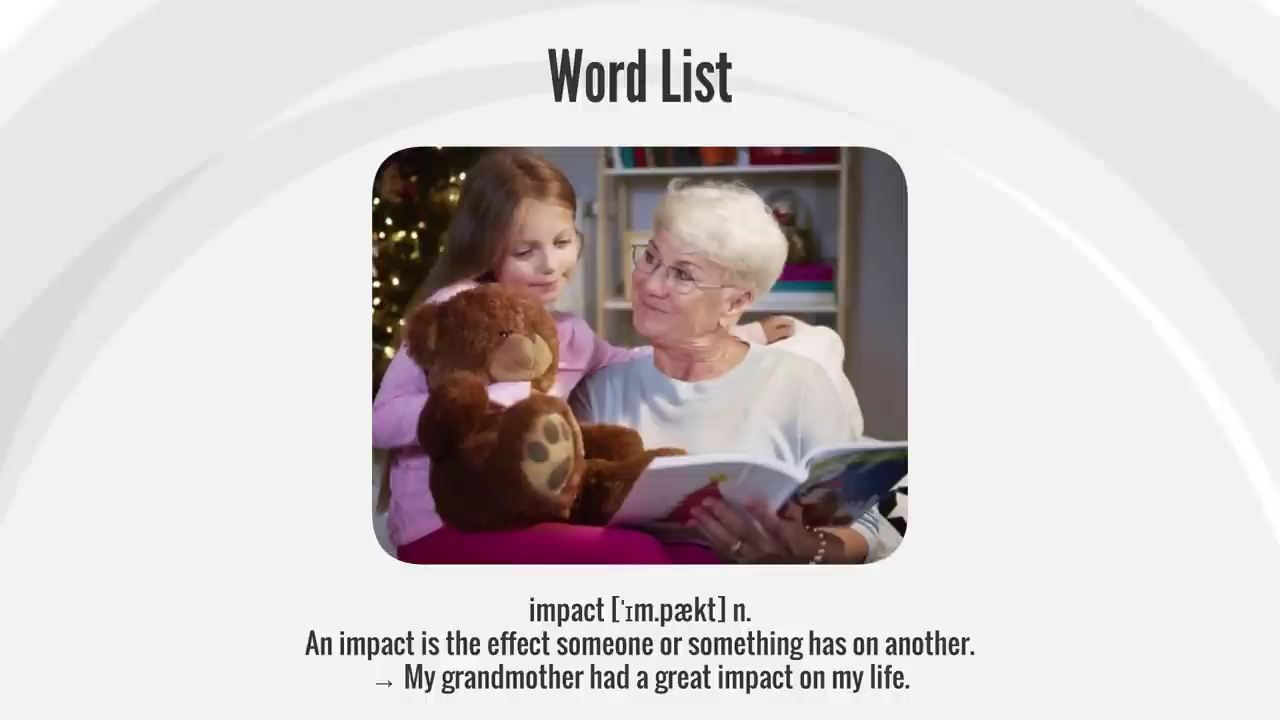 Word List
impact [ˈɪm.pækt] n.
An impact is the effect someone or something has on another.
→ My grandmother had a great impact on my life.